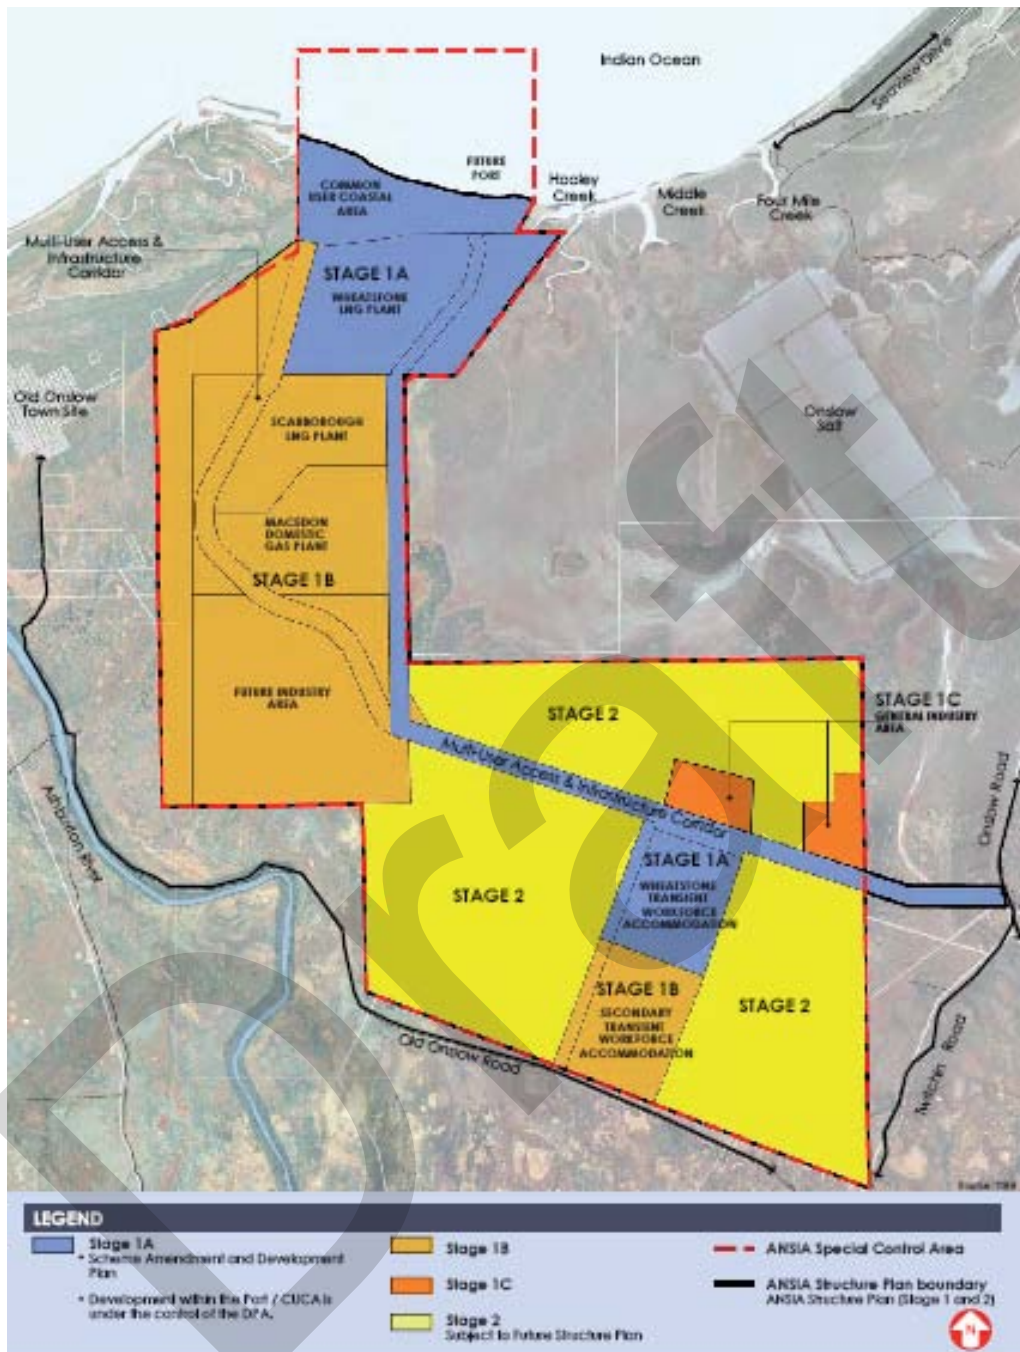 Indian Ocean
Seaview Drive
FUTURE
PORT
COMMON
USER COASTAL
AREA
Hooley
Creek
Middle
Creek
Four Mile
Creek
Multi-User Access &
Infrastructure
Corridor
STAGE 1A
WHEATSTONE
LNG PLANT
Old Onslow
Town Site
Onslow
Salt
SCARBOROUGH
LNG PLANT
MACEDON
DOMESTIC
GAS PLANT
STAGE 1B
FUTURE INDUSTRY
AREA
STAGE 2
STAGE 1C
GENERAL INDUSTRY
AREA
Multi-User Access & Infrastructure Corridor
Onslow Road
Ashburton River
STAGE 1A
WHEATSTONE
TRANSIENT
WORKFORCE
ACCOMMODATION
STAGE 2
STAGE 1B
SECONDARY
TRANSIENT
WORKFORCE
ACCOMMODATION
STAGE 2
Old Onslow Road
Twitchin Road
Draft
LEGEND
Stage 1A
* Scheme Amendment and Development
Plan
* Development within the Port / CUCA is
under the control of the DPA.
Stage 1B
Stage 1C
Stage 2
Subject to Future Structure Plan
ANSIA Special Control Area
ANSIA Structure Plan boundary
ANSIA Structure Plan (Stage 1 and 2)
N